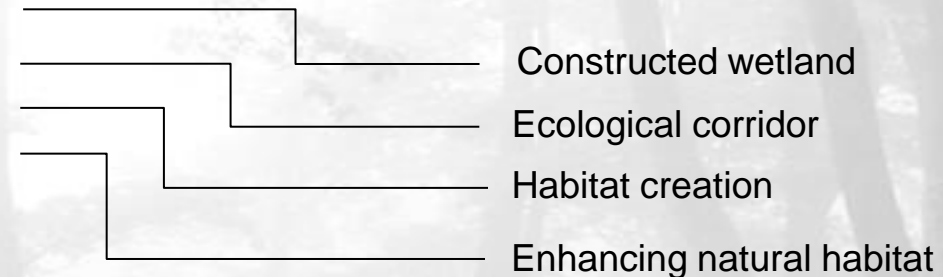 Constructed wetland
Ecological corridor
Habitat creation
Enhancing natural habitat